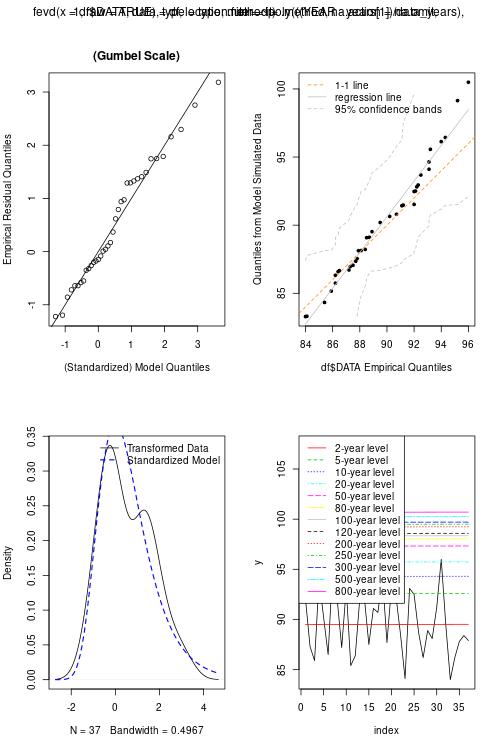 fevd(x =
(Gumbel Scale)
3
2
1
0
-1
Empirical Residual Quantiles
-1 0 1 2 3
(Standardized) Model Quantiles
1-1 line
regression line
95% confidence bands
100
95
90
85
Quantiles from Model Simulated Data
84 86 88 90 92 94 96
df$DATA Empirical Quantiles
Transformed Data
Standardized Model
0.35
0.30
0.25
0.20
0.15
0.10
0.05
0.00
Density
-2 0 2 4
N = 37 Bandwidth = 0.4967
2-year level
5-year level
10-year level
20-year level
50-year level
80-year level
100-year level
120-year level
200-year level
250-year level
300-year level
500-year level
800-year level
105
100
95
90
85
y
0 5 10 15 20 25 30 35
index